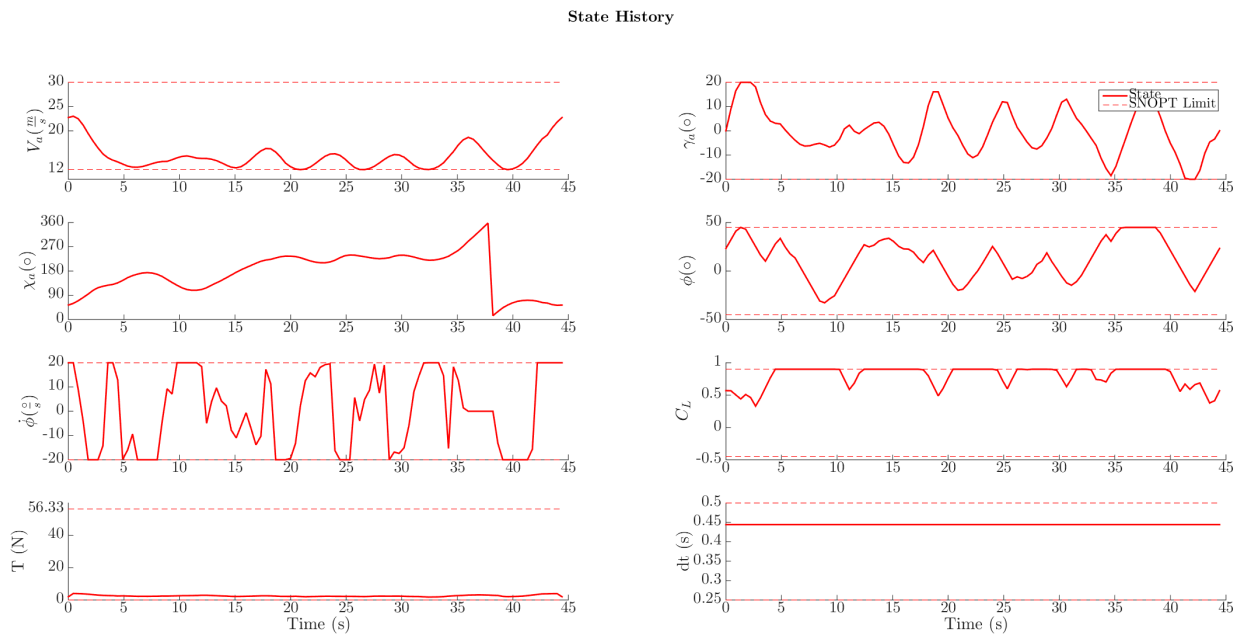 State History
30
25
20
12
V_a(m/s)
0 5 10 15 20 25 30 35 40 45
20
10
0
-10
-20
γ_a(○)
State
SNOPT Limit
0 5 10 15 20 25 30 35 40 45
360
270
180
90
0
χ_a(○)
0 5 10 15 20 25 30 35 40 45
50
0
-50
ϕ(○)
0 5 10 15 20 25 30 35 40 45
20
10
0
-10
-20
ϕ̇(○/s)
0 5 10 15 20 25 30 35 40 45
1
0.5
0
-0.5
C_L
0 5 10 15 20 25 30 35 40 45
56.33
40
20
0
T (N)
0 5 10 15 20 25 30 35 40 45
Time (s)
0.5
0.45
0.4
0.35
0.3
0.25
dt (s)
0 5 10 15 20 25 30 35 40 45
Time (s)